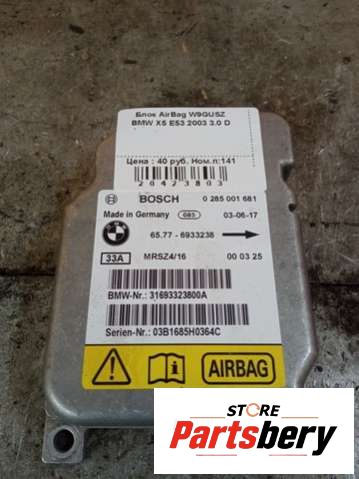 Блок AirBag W9GUSZ
BMW X5 E53 2003 3.0 D
Цена : 40 руб. Ном.п:141
20423803
BOSCH 0 285 001 681
Made in Germany 083 03-06-17
65.77 - 6933238
33A MRSZ4/16 00 03 25
BMW-Nr.: 31693323800A
Serien-Nr.: 03B1685H0364C
AIRBAG
STORE
Partsbery